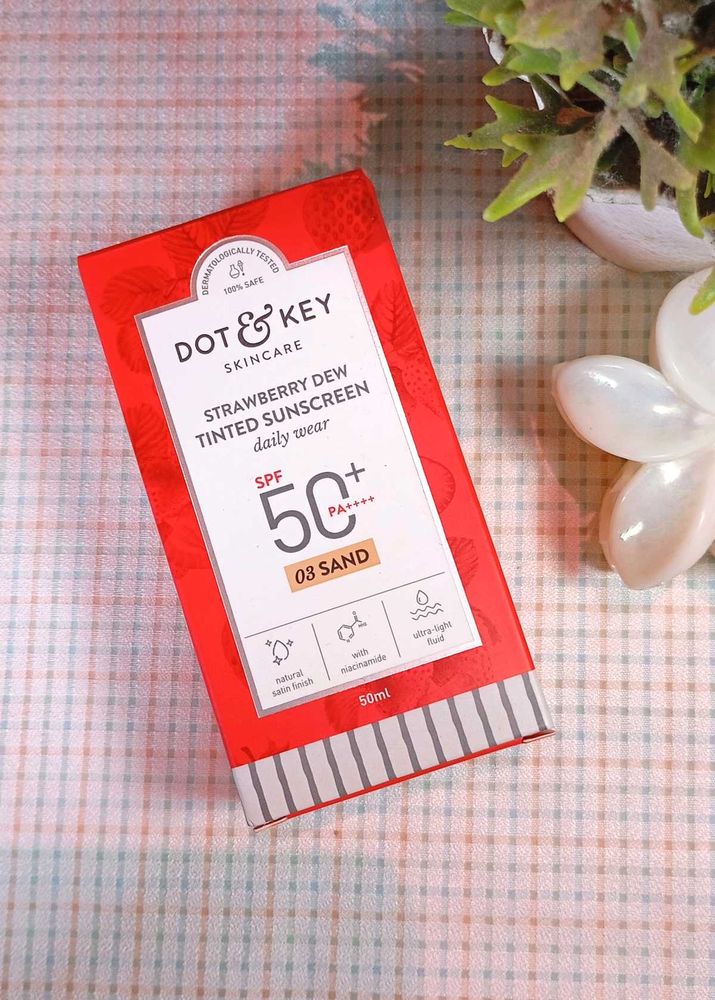 DERMATOLOGICALLY TESTED
100% SAFE
DOT & KEY
SKINCARE
STRAWBERRY DEW
TINTED SUNSCREEN
daily wear
SPF
50+
PA++++
03 SAND
natural
satin finish
with
niacinamide
ultra-light
fluid
50ml